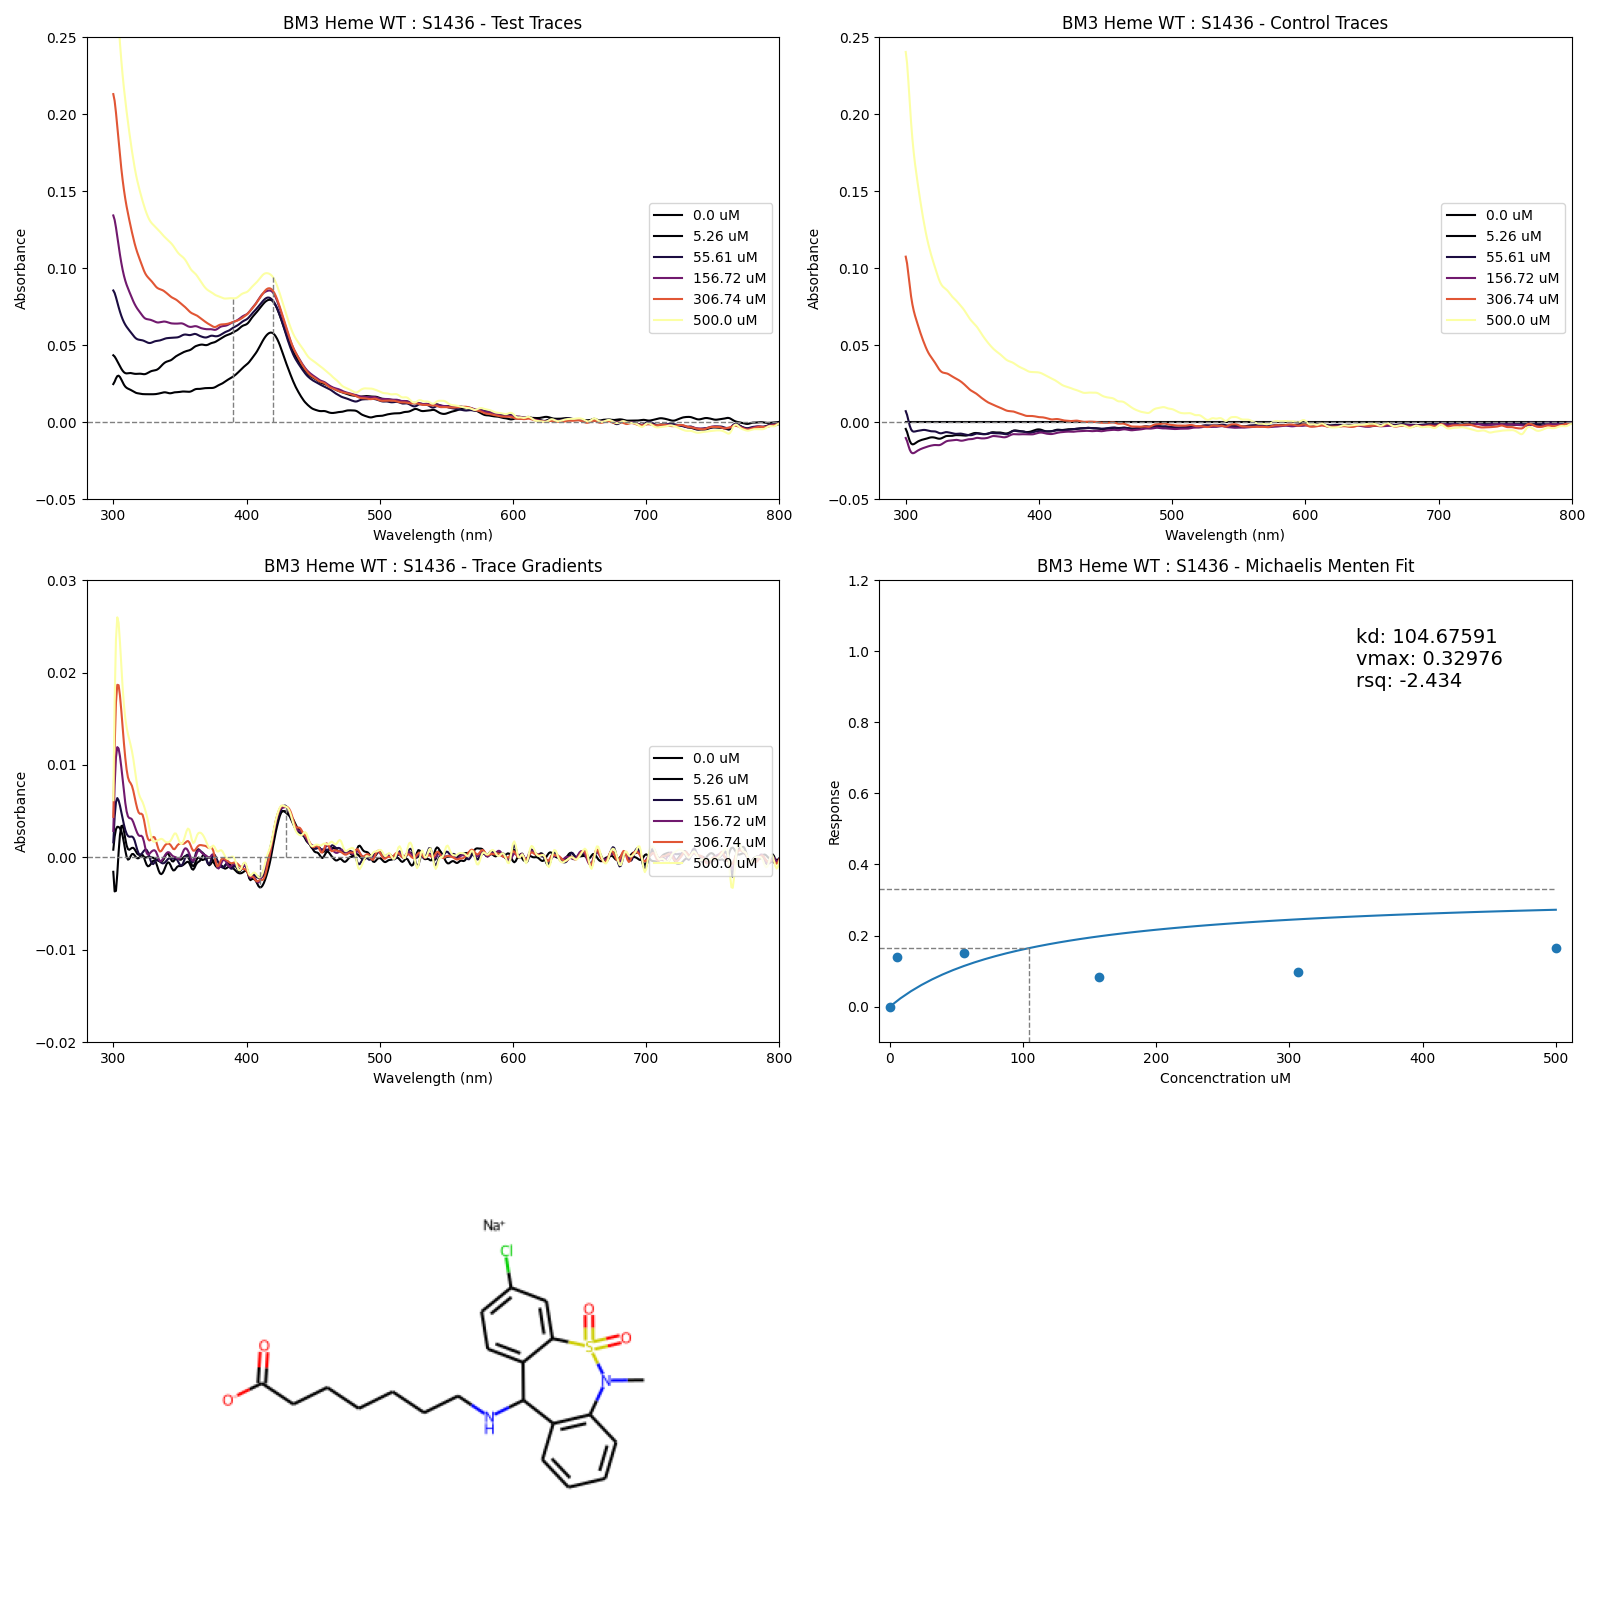 BM3 Heme WT : S1436 - Test Traces
0.25
0.20
0.15
0.10
0.05
0.00
−0.05
Absorbance
300 400 500 600 700 800
Wavelength (nm)
0.0 uM
5.26 uM
55.61 uM
156.72 uM
306.74 uM
500.0 uM
BM3 Heme WT : S1436 - Control Traces
0.25
0.20
0.15
0.10
0.05
0.00
−0.05
Absorbance
300 400 500 600 700 800
Wavelength (nm)
0.0 uM
5.26 uM
55.61 uM
156.72 uM
306.74 uM
500.0 uM
BM3 Heme WT : S1436 - Trace Gradients
0.03
0.02
0.01
0.00
−0.01
−0.02
Absorbance
300 400 500 600 700 800
Wavelength (nm)
0.0 uM
5.26 uM
55.61 uM
156.72 uM
306.74 uM
500.0 uM
BM3 Heme WT : S1436 - Michaelis Menten Fit
1.2
1.0
0.8
0.6
0.4
0.2
0.0
Response
0 100 200 300 400 500
Concenctration uM
kd: 104.67591
vmax: 0.32976
rsq: -2.434
Na⁺
Cl
O
O
S
N
O
O⁻
N
H